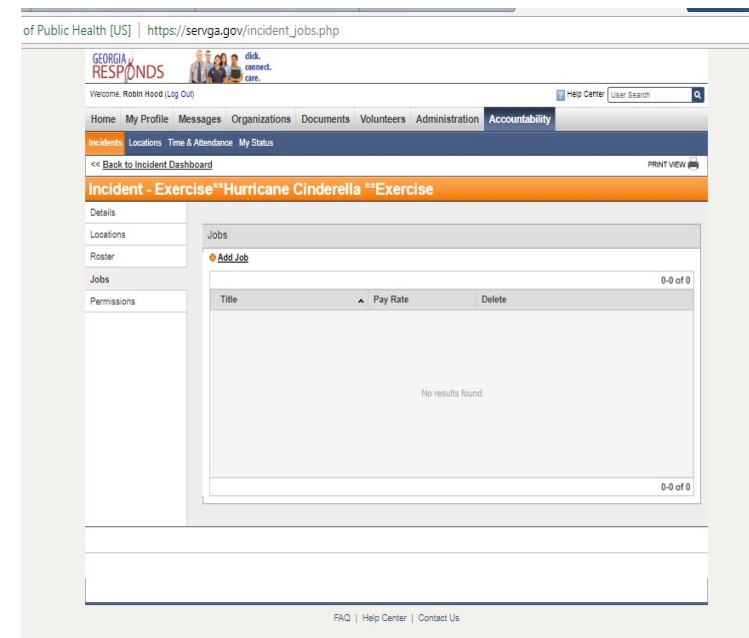 of Public Health [US] | https://servga.gov/incident_jobs.php
GEORGIA
RESPONDS
click.
connect.
care.
Welcome, Robin Hood (Log Out)
? Help Center User Search
Home My Profile Messages Organizations Documents Volunteers Administration Accountability
Incidents Locations Time & Attendance My Status
<< Back to Incident Dashboard PRINT VIEW
Incident - Exercise**Hurricane Cinderella **Exercise
Details
Locations
Roster
Jobs
Permissions
Jobs
Add Job
0-0 of 0
Title Pay Rate Delete
No results found.
0-0 of 0
FAQ | Help Center | Contact Us